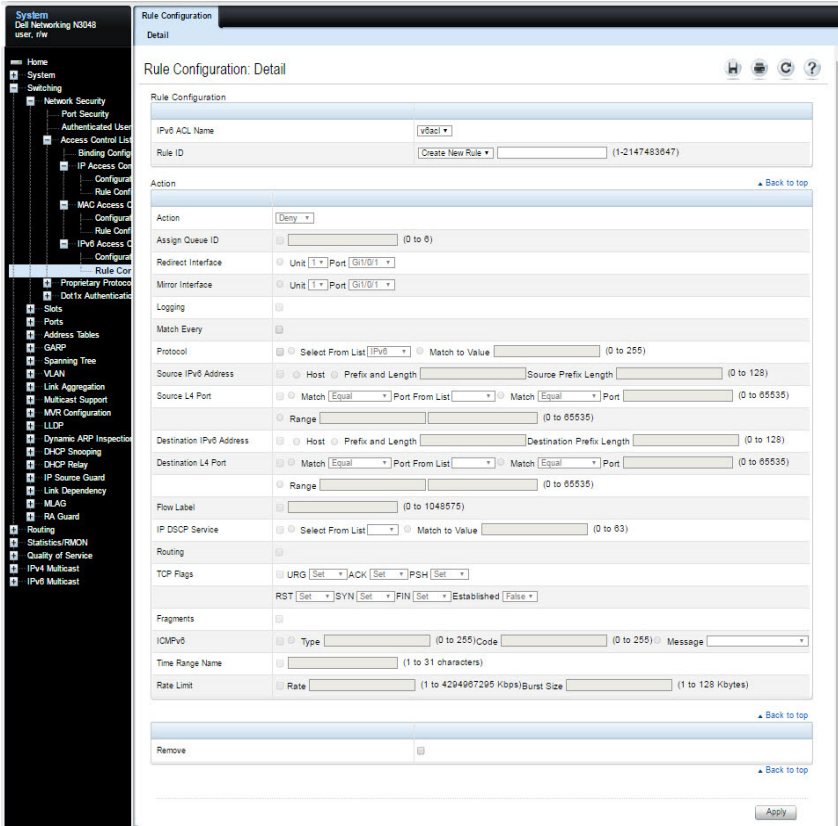 System
Dell Networking N3048
user, r/w
Rule Configuration
Detail
Home
System
Switching
Network Security
Port Security
Authenticated User
Access Control List
Binding Config
IP Access Con
Configurat
Rule Confi
MAC Access C
Configurat
Rule Confi
IPv6 Access C
Configurat
Rule Cor
Proprietary Protoco
Dot1x Authenticatic
Slots
Ports
Address Tables
GARP
Spanning Tree
VLAN
Link Aggregation
Multicast Support
MVR Configuration
LLDP
Dynamic ARP Inspection
DHCP Snooping
DHCP Relay
IP Source Guard
Link Dependency
MLAG
RA Guard
Routing
Statistics/RMON
Quality of Service
IPv4 Multicast
IPv6 Multicast
Rule Configuration: Detail
?
Rule Configuration
IPv6 ACL Name v6acl
Rule ID Create New Rule (1-2147483647)
Action Back to top
Action Deny
Assign Queue ID (0 to 6)
Redirect Interface Unit 1 Port Gi1/0/1
Mirror Interface Unit 1 Port Gi1/0/1
Logging
Match Every
Protocol Select From List IPv6 Match to Value (0 to 255)
Source IPv6 Address Host Prefix and Length Source Prefix Length (0 to 128)
Source L4 Port Match Equal Port From List Match Equal Port (0 to 65535)
Range (0 to 65535)
Destination IPv6 Address Host Prefix and Length Destination Prefix Length (0 to 128)
Destination L4 Port Match Equal Port From List Match Equal Port (0 to 65535)
Range (0 to 65535)
Flow Label (0 to 1048575)
IP DSCP Service Select From List Match to Value (0 to 63)
Routing
TCP Flags URG Set ACK Set PSH Set
RST Set SYN Set FIN Set Established False
Fragments
ICMPv6 Type (0 to 255) Code (0 to 255) Message
Time Range Name (1 to 31 characters)
Rate Limit Rate (1 to 4294967295 Kbps) Burst Size (1 to 128 Kbytes)
Back to top
Remove
Back to top
Apply